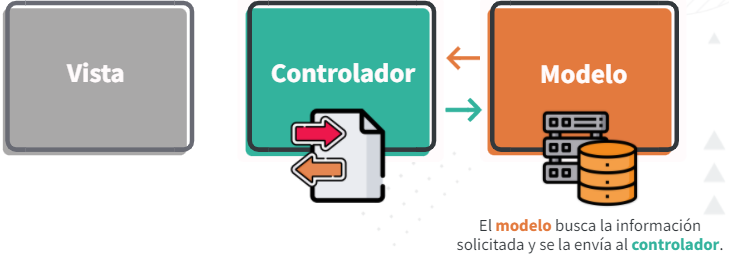 Vista
Controlador
Modelo
El modelo busca la información
solicitada y se la envía al controlador.